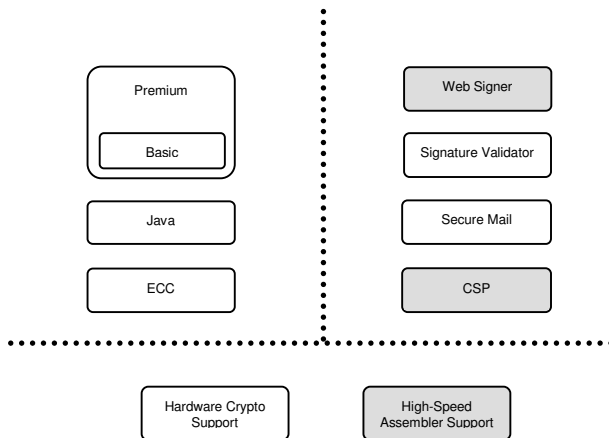 Premium
Basic
Java
ECC
Web Signer
Signature Validator
Secure Mail
CSP
Hardware Crypto
Support
High-Speed
Assembler Support